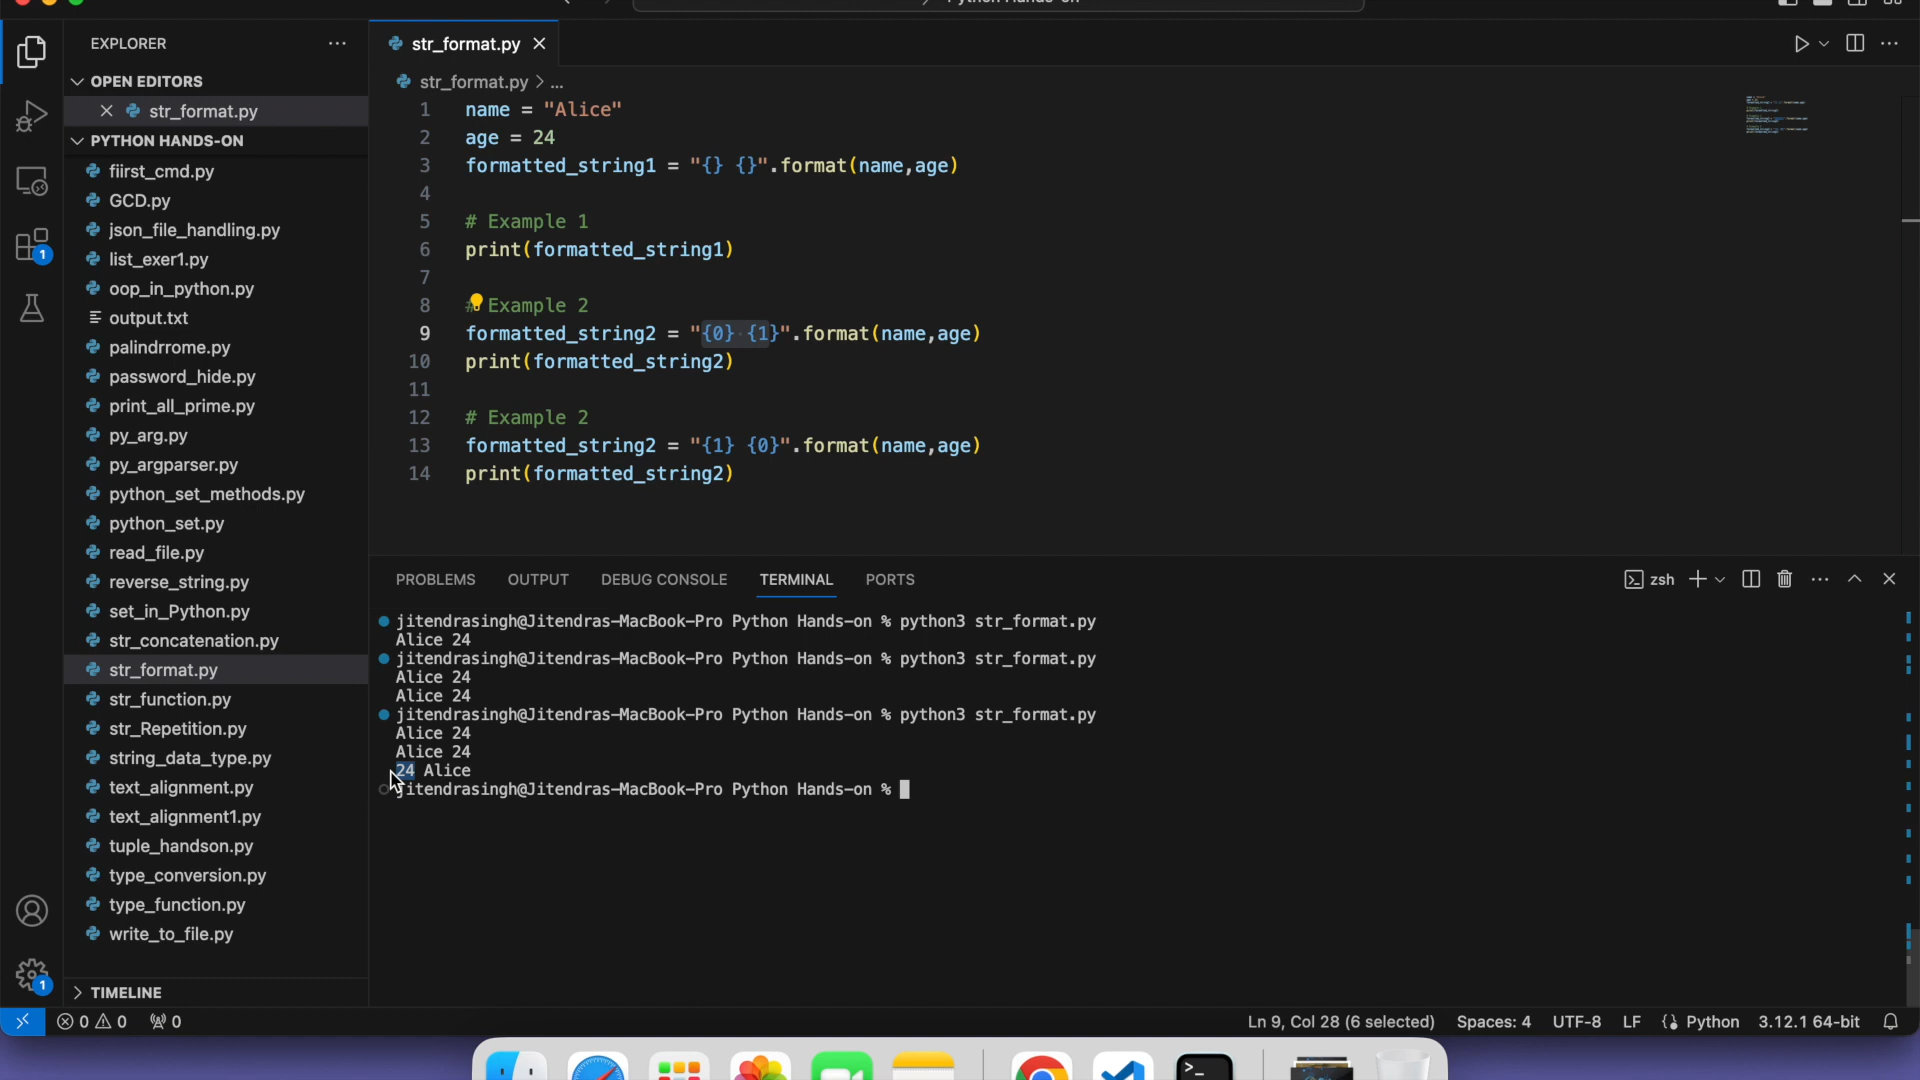 Python Hands-on
EXPLORER
OPEN EDITORS
str_format.py
PYTHON HANDS-ON
fiirst_cmd.py
GCD.py
json_file_handling.py
list_exer1.py
oop_in_python.py
output.txt
palindrrome.py
password_hide.py
print_all_prime.py
py_arg.py
py_argparser.py
python_set_methods.py
python_set.py
read_file.py
reverse_string.py
set_in_Python.py
str_concatenation.py
str_format.py
str_function.py
str_Repetition.py
string_data_type.py
text_alignment.py
text_alignment1.py
tuple_handson.py
type_conversion.py
type_function.py
write_to_file.py
TIMELINE
1
1
str_format.py
str_format.py > ...
1 name = "Alice"
2 age = 24
3 formatted_string1 = "{} {}".format(name,age)
4
5 # Example 1
6 print(formatted_string1)
7
8 # Example 2
9 formatted_string2 = "{0} {1}".format(name,age)
10 print(formatted_string2)
11
12 # Example 2
13 formatted_string2 = "{1} {0}".format(name,age)
14 print(formatted_string2)
PROBLEMS OUTPUT DEBUG CONSOLE TERMINAL PORTS zsh
jitendrasingh@Jitendras-MacBook-Pro Python Hands-on % python3 str_format.py
Alice 24
jitendrasingh@Jitendras-MacBook-Pro Python Hands-on % python3 str_format.py
Alice 24
Alice 24
jitendrasingh@Jitendras-MacBook-Pro Python Hands-on % python3 str_format.py
Alice 24
Alice 24
24 Alice
jitendrasingh@Jitendras-MacBook-Pro Python Hands-on %
0 0 0 Ln 9, Col 28 (6 selected) Spaces: 4 UTF-8 LF Python 3.12.1 64-bit